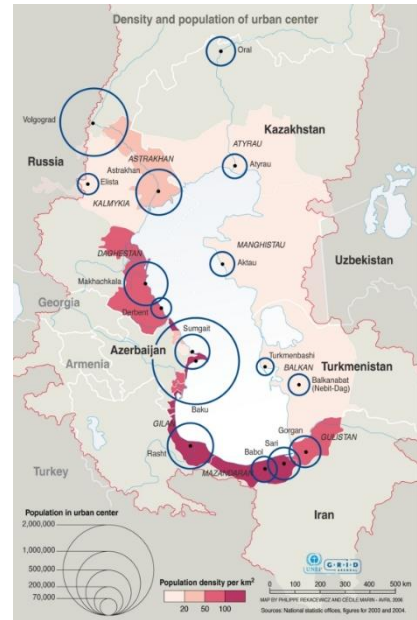 Density and population of urban center
Oral
Volgograd
Kazakhstan
ATYRAU
ASTRAKHAN
Russia
Astrakhan
Atyrau
Elista
KALMYKIA
MANGHISTAU
DAGHESTAN
Aktau
Uzbekistan
Makhachkala
Georgia
Derbent
Sumgait
Azerbaijan
Armenia
Turkmenbashi
Turkmenistan
BALKAN
Balkanabat
(Nebit-Dag)
Baku
GILAN
Gorgan
GULISTAN
Sari
Rasht
Babol
MAZANDARAN
Turkey
Iran
Population in urban center
2,000,000
1,000,000
500,000
200,000
70,000
Population density per km2
20 50 100
UNEP
G R I D
0 100 200 300 400 500 km
MAP BY PHILIPPE REKACEWICZ AND CÉCILE MARIN - AVRIL 2006
Sources: National statistic offices, figures for 2003 and 2004.